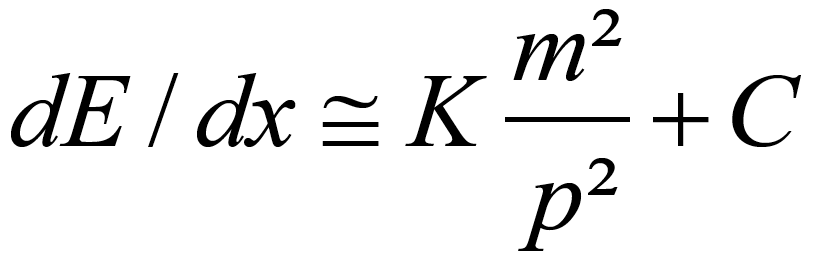 dE / dx ≅ K m²/p² + C